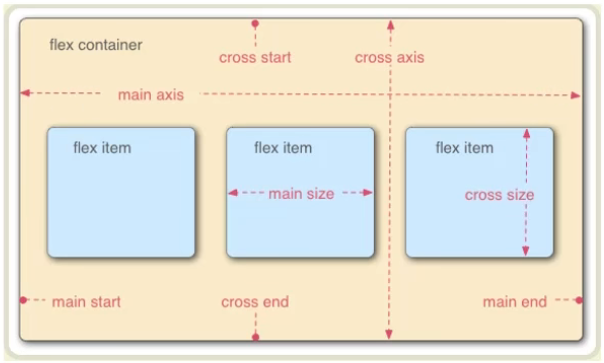 flex container
cross start
cross axis
main axis
flex item
flex item
flex item
main size
cross size
main start
cross end
main end